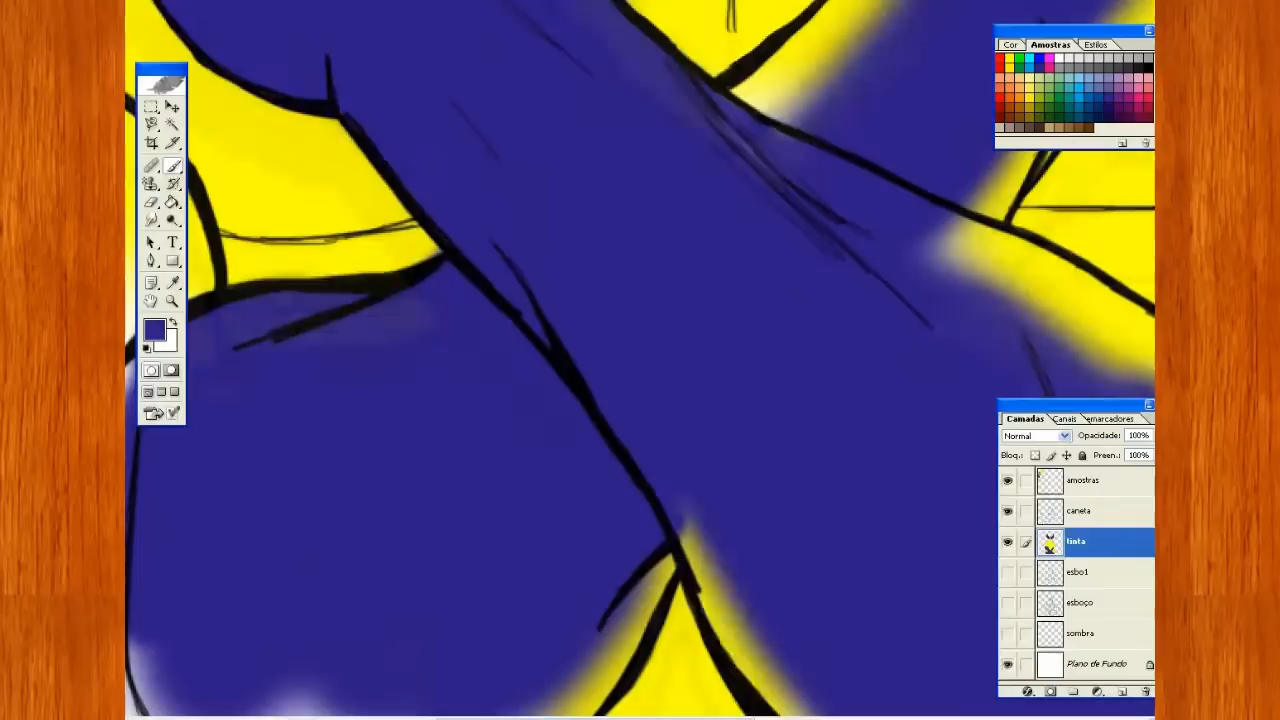 Cor Amostras Estilos
Camadas Canais emarcadores
Normal Opacidade: 100%
Bloq.: Preen.: 100%
amostras
caneta
tinta
esbo1
esboço
sombra
Plano de Fundo